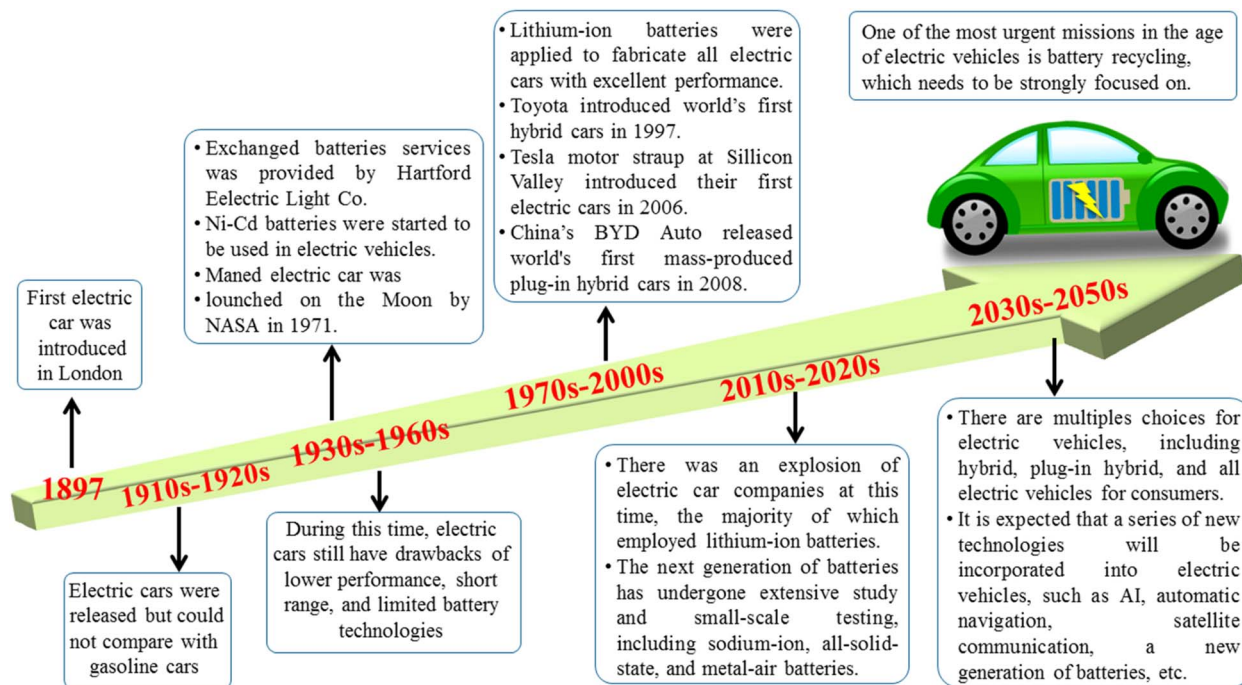 First electric
car was
introduced
in London
• Exchanged batteries services
was provided by Hartford
Eelectric Light Co.
• Ni-Cd batteries were started to
be used in electric vehicles.
• Maned electric car was
• lounched on the Moon by
NASA in 1971.
• Lithium-ion batteries were
applied to fabricate all electric
cars with excellent performance.
• Toyota introduced world’s first
hybrid cars in 1997.
• Tesla motor straup at Sillicon
Valley introduced their first
electric cars in 2006.
• China’s BYD Auto released
world's first mass-produced
plug-in hybrid cars in 2008.
One of the most urgent missions in the age
of electric vehicles is battery recycling,
which needs to be strongly focused on.
1897
1910s-1920s
1930s-1960s
1970s-2000s
2010s-2020s
2030s-2050s
Electric cars were
released but could
not compare with
gasoline cars
During this time, electric
cars still have drawbacks of
lower performance, short
range, and limited battery
technologies
• There was an explosion of
electric car companies at this
time, the majority of which
employed lithium-ion batteries.
• The next generation of batteries
has undergone extensive study
and small-scale testing,
including sodium-ion, all-solid-
state, and metal-air batteries.
• There are multiples choices for
electric vehicles, including
hybrid, plug-in hybrid, and all
electric vehicles for consumers.
• It is expected that a series of new
technologies will be
incorporated into electric
vehicles, such as AI, automatic
navigation, satellite
communication, a new
generation of batteries, etc.